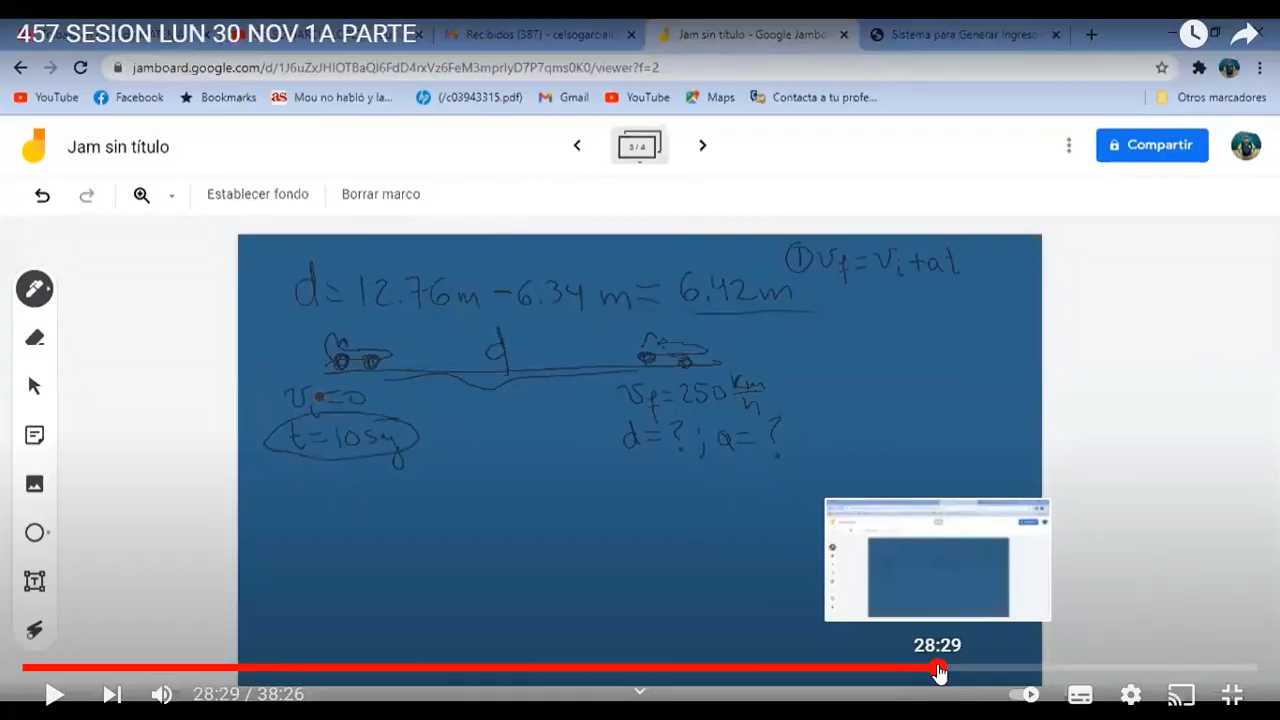 457 SESION LUN 30 NOV 1A PARTE
Recibidos (387) - celsogarcial
Jam sin título - Google Jambo
Sistema para Generar Ingreso
jamboard.google.com/d/1J6uZxJHIOTBaQl6FdD4rxVz6FeM3mprlyD7P7qms0K0/viewer?f=2
YouTube Facebook Bookmarks Mou no habló y la... (/c03943315.pdf) Gmail YouTube Maps Contacta a tu profe... Otros marcadores
Jam sin título
3 / 4
Compartir
Establecer fondo Borrar marco
① vf = vi + at
d = 12.76 m - 6.34 m = 6.42 m
d
vi = 0 vf = 250 km/h
t = 10 sg d = ? ; a = ?
28:29
28:29 / 38:26